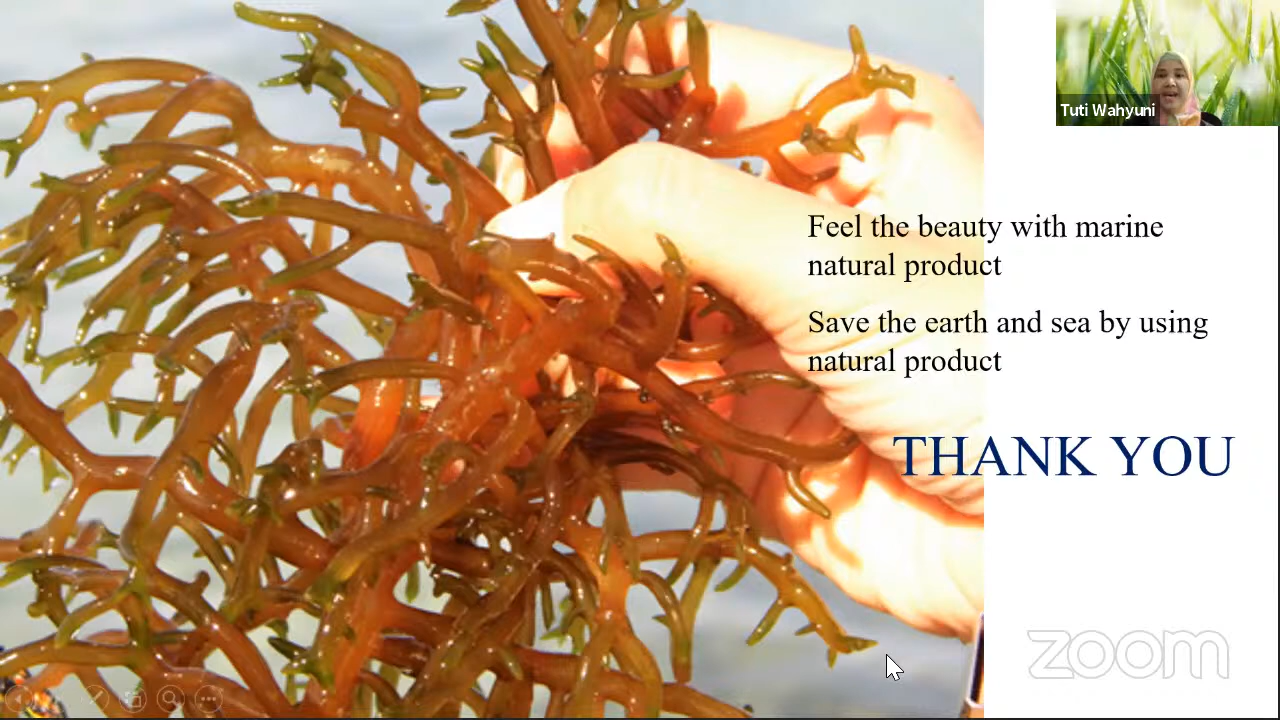 Tuti Wahyuni
Feel the beauty with marine
natural product
Save the earth and sea by using
natural product
THANK YOU
zoom